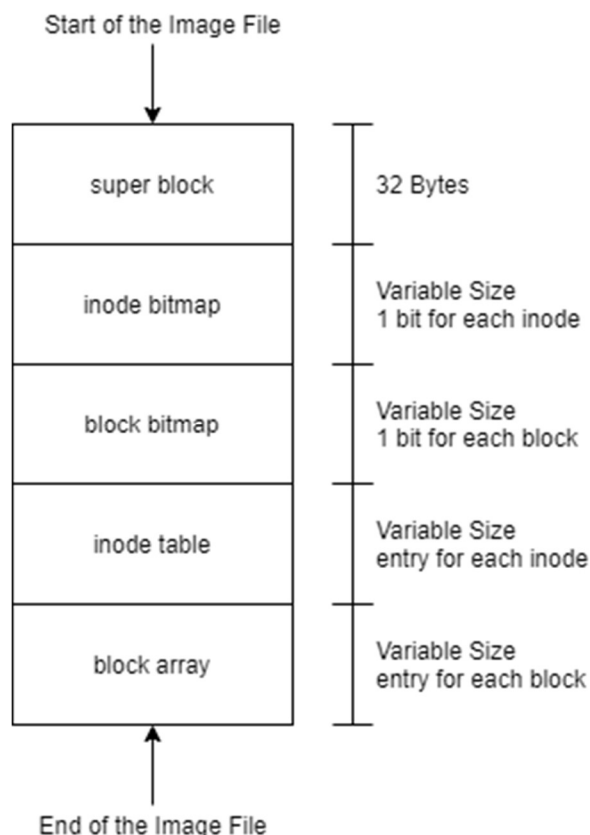 Start of the Image File
super block
32 Bytes
inode bitmap
Variable Size
1 bit for each inode
block bitmap
Variable Size
1 bit for each block
inode table
Variable Size
entry for each inode
block array
Variable Size
entry for each block
End of the Image File